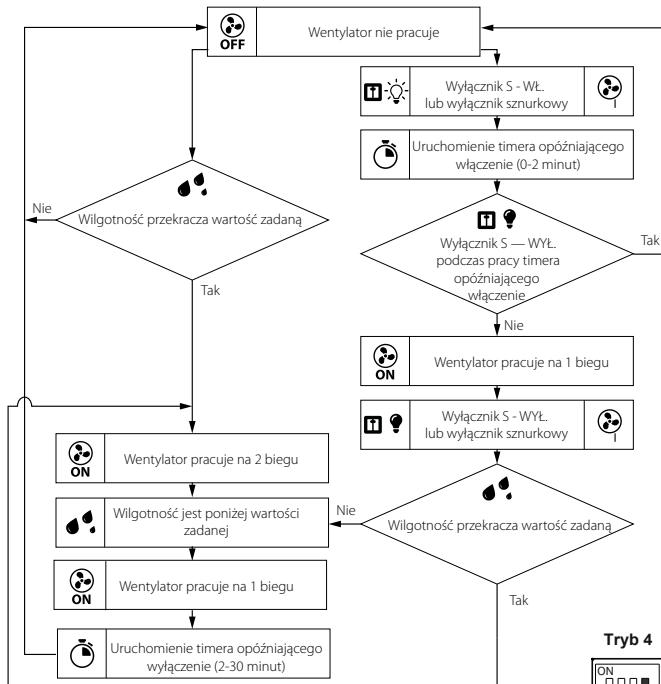 OFF
Wentylator nie pracuje
Wyłącznik S - WŁ.
lub wyłącznik sznurkowy
Uruchomienie timera opóźniającego
włączenie (0-2 minut)
Nie
Wilgotność przekracza wartość zadaną
Tak
Wyłącznik S — WYŁ.
podczas pracy timera
opóźniającego
włączenie
Tak
Nie
ON
Wentylator pracuje na 1 biegu
Wyłącznik S - WYŁ.
lub wyłącznik sznurkowy
ON
Wentylator pracuje na 2 biegu
Wilgotność jest poniżej wartości
zadanej
Nie
Wilgotność przekracza wartość zadaną
Tak
ON
Wentylator pracuje na 1 biegu
Uruchomienie timera opóźniającego
wyłączenie (2-30 minut)
Tryb 4
ON